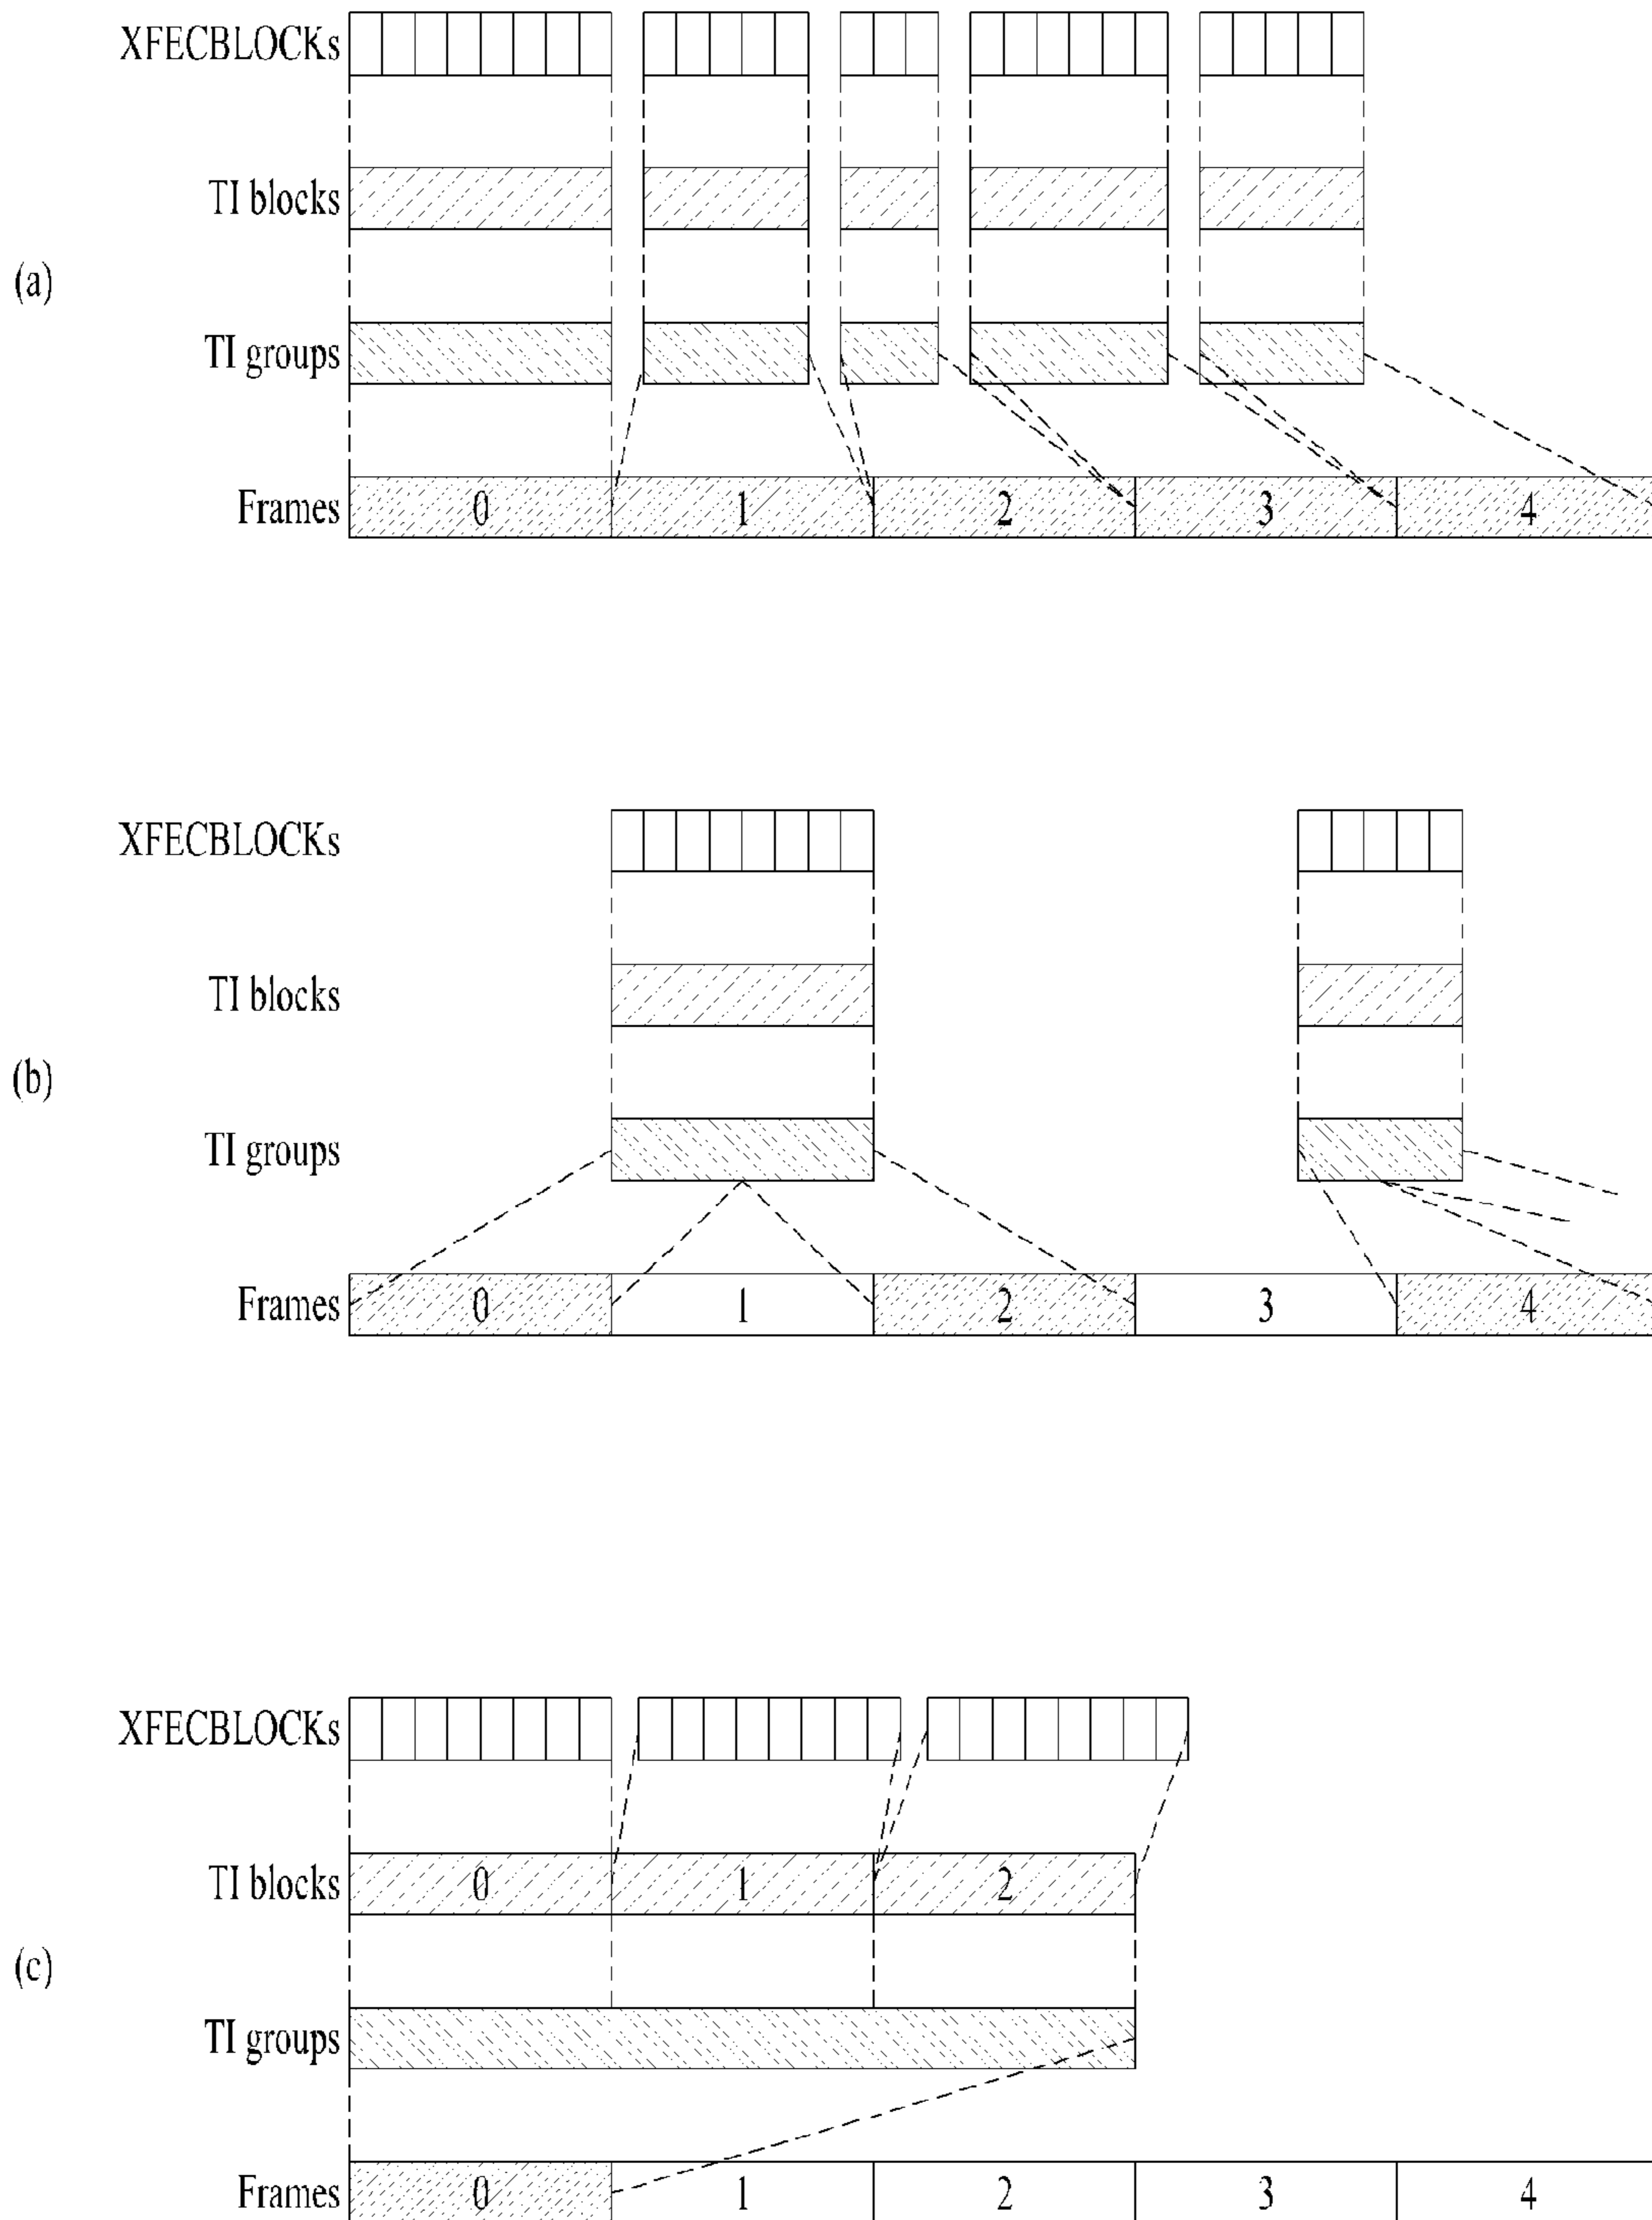 XFECBLOCKs
TI blocks
(a)
TI groups
Frames 0 1 2 3 4
XFECBLOCKs
TI blocks
(b)
TI groups
Frames 0 1 2 3 4
XFECBLOCKs
TI blocks 0 1 2
(c)
TI groups
Frames 0 1 2 3 4